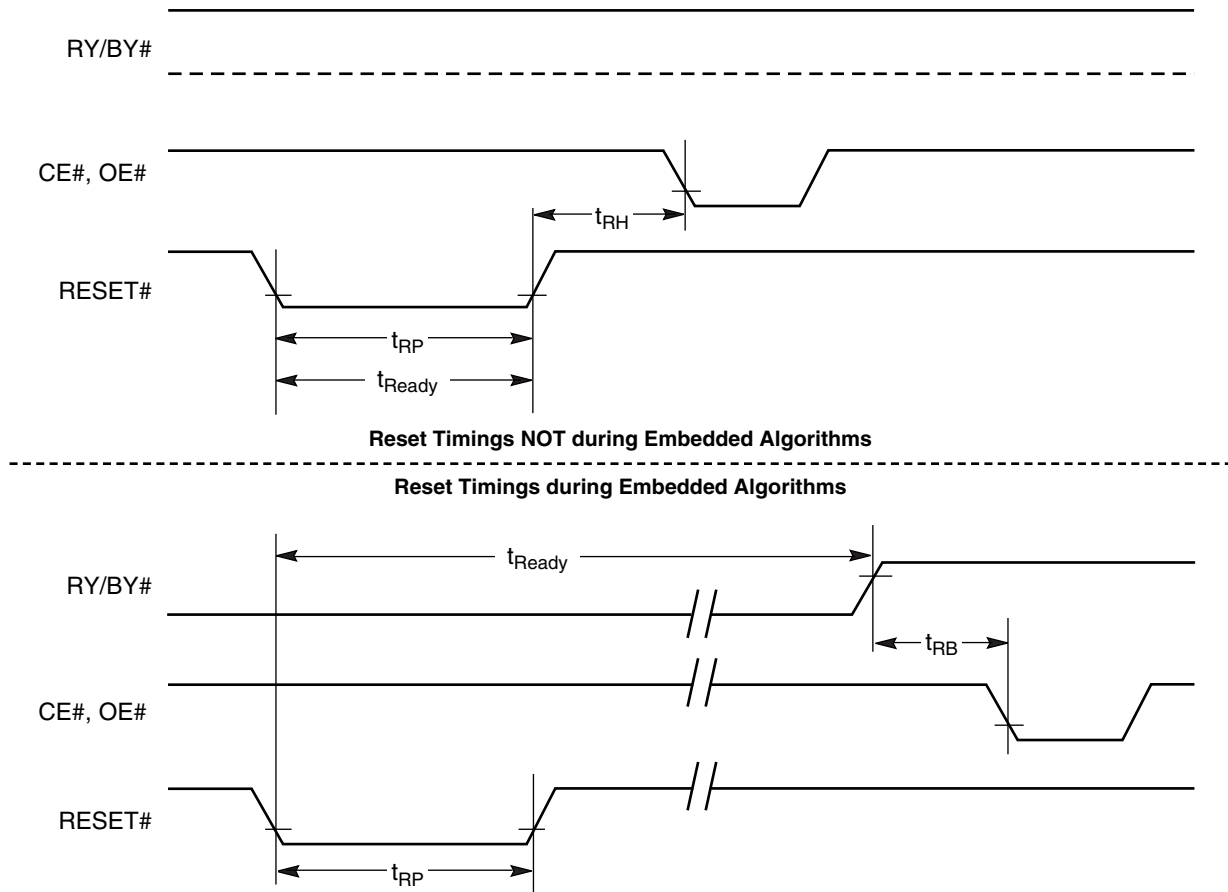 RY/BY#
CE#, OE#
tRH
RESET#
tRP
tReady
Reset Timings NOT during Embedded Algorithms
Reset Timings during Embedded Algorithms
tReady
RY/BY#
tRB
CE#, OE#
RESET#
tRP